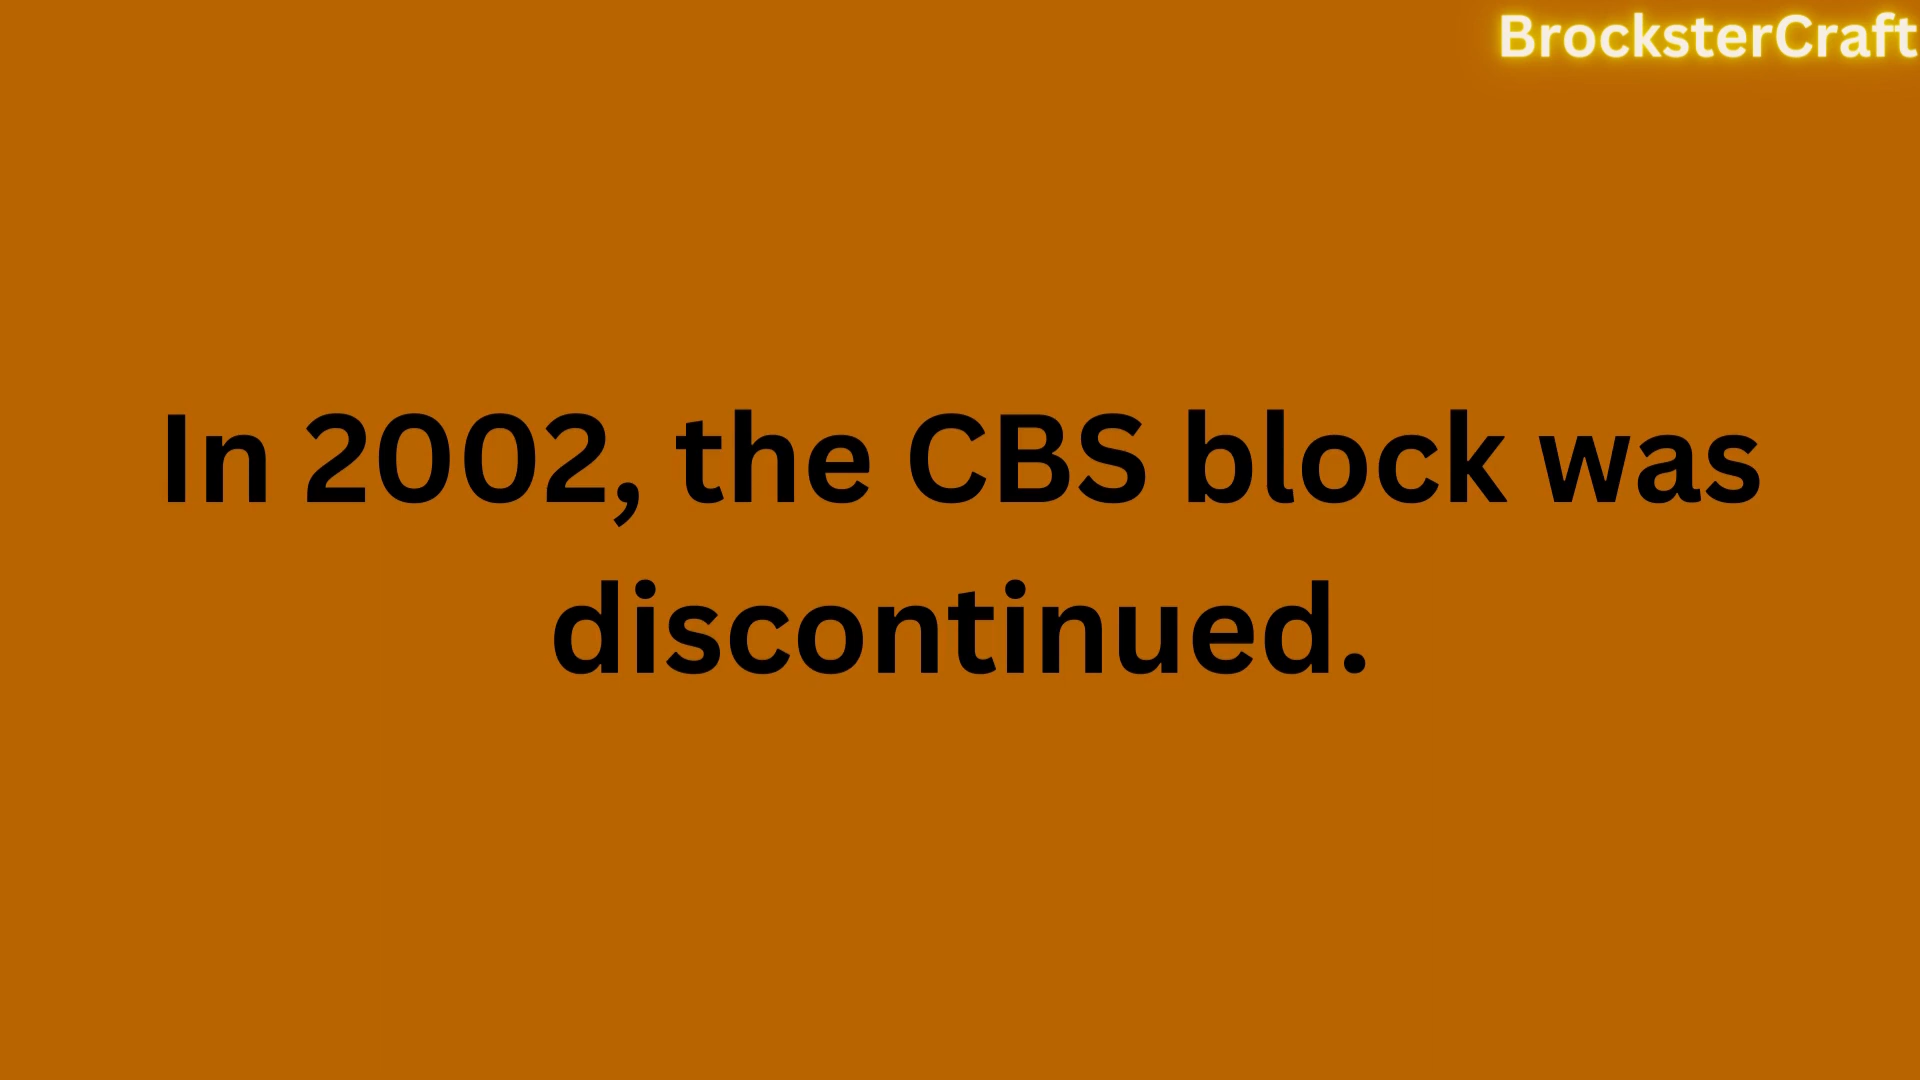 BrocksterCraft
In 2002, the CBS block was
discontinued.